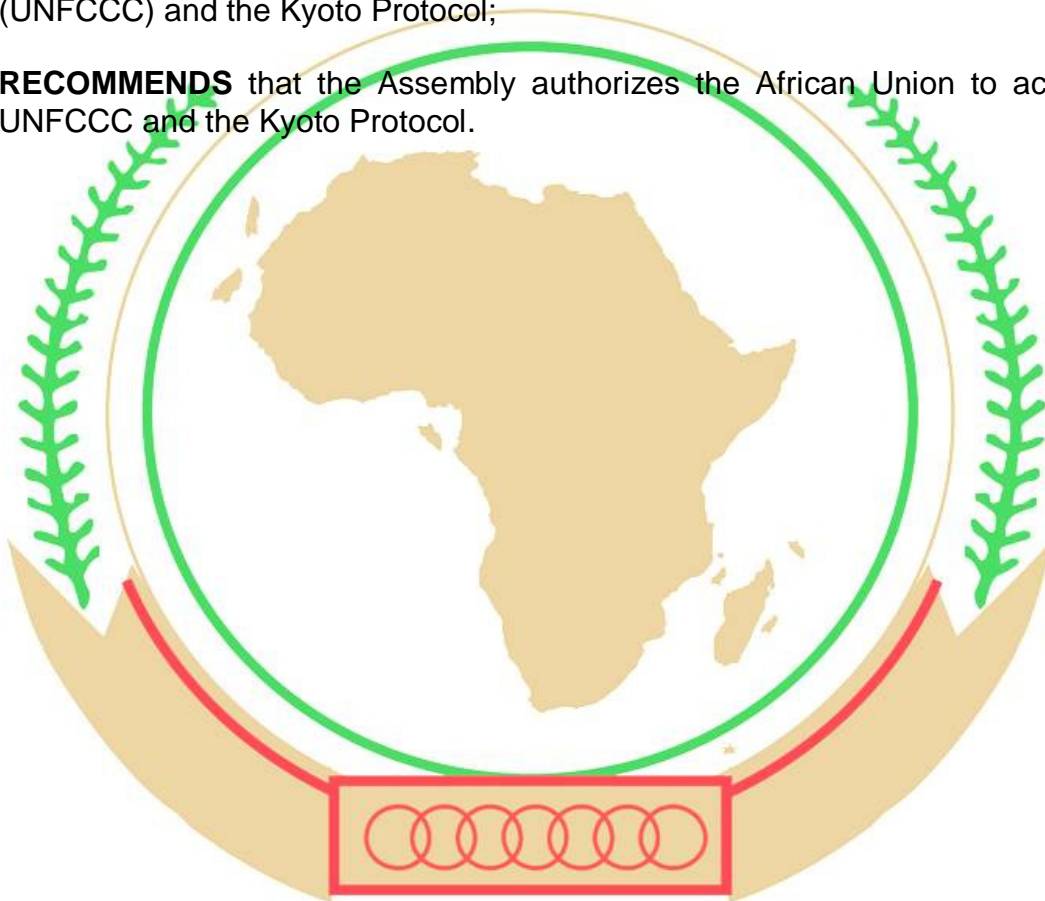 (UNFCCC) and the Kyoto Protocol;
RECOMMENDS that the Assembly authorizes the African Union to
UNFCCC and the Kyoto Protocol.